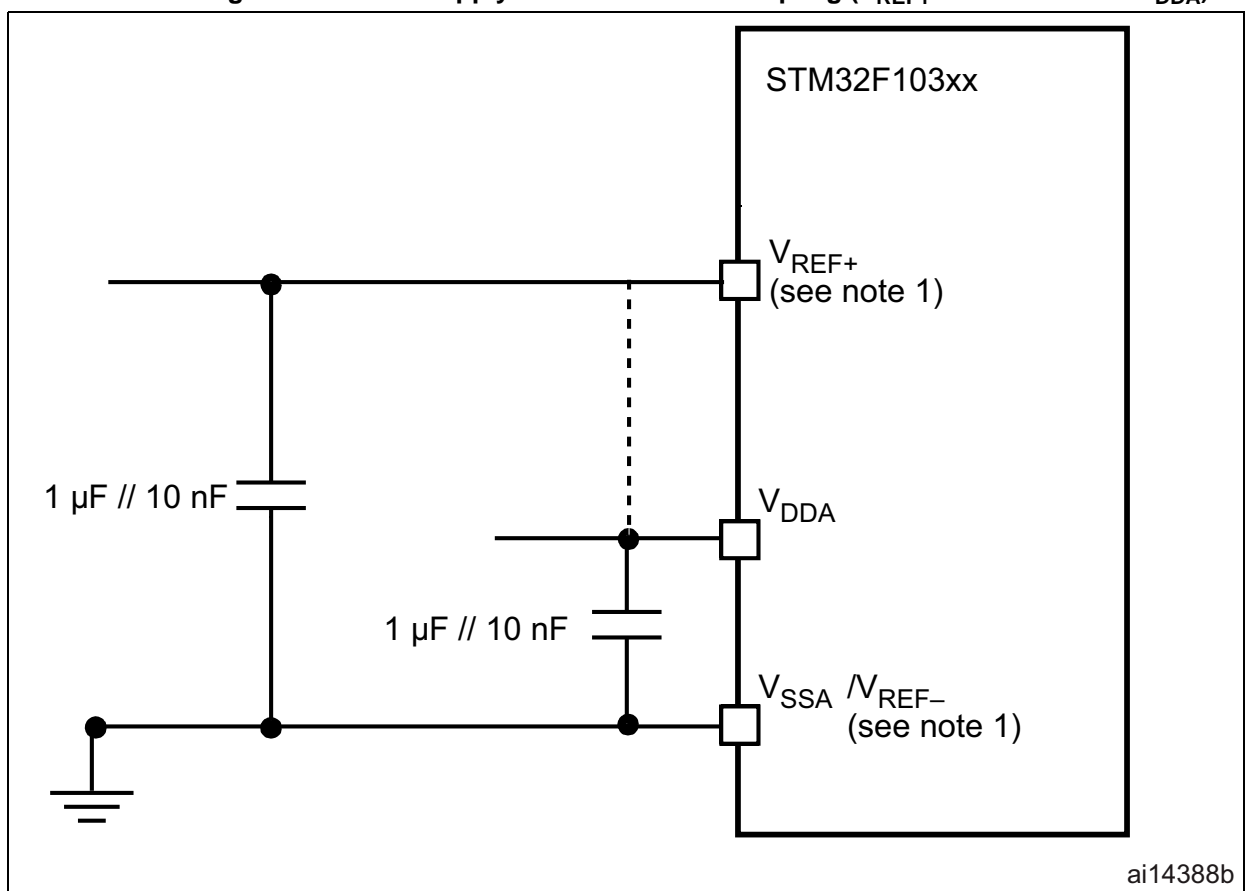 STM32F103xx
VREF+
(see note 1)
1 µF // 10 nF
VDDA
1 µF // 10 nF
VSSA /VREF–
(see note 1)
ai14388b